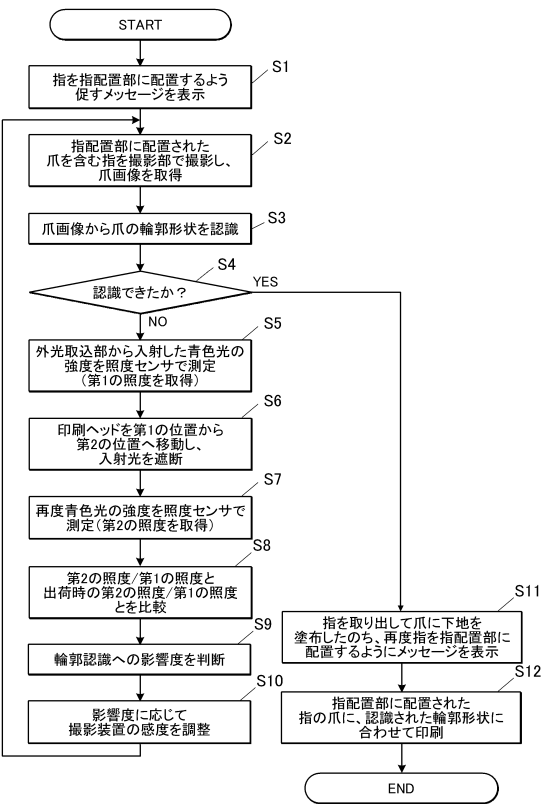 START
S1
指を指配置部に配置するよう
促すメッセージを表示
S2
指配置部に配置された
爪を含む指を撮影部で撮影し、
爪画像を取得
S3
爪画像から爪の輪郭形状を認識
S4
認識できたか？
YES
NO
S5
外光取込部から入射した青色光の
強度を照度センサで測定
（第1の照度を取得）
S6
印刷ヘッドを第1の位置から
第2の位置へ移動し、
入射光を遮断
S7
再度青色光の強度を照度センサで
測定（第2の照度を取得）
S8
第2の照度/第1の照度と
出荷時の第2の照度/第1の照度
とを比較
S9
輪郭認識への影響度を判断
S10
影響度に応じて
撮影装置の感度を調整
S11
指を取り出して爪に下地を
塗布したのち、再度指を指配置部に
配置するようにメッセージを表示
S12
指配置部に配置された
指の爪に、認識された輪郭形状に
合わせて印刷
END